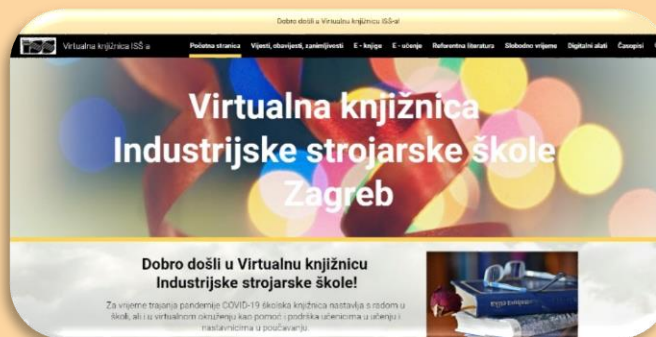 Dobro došli u Virtualnu knjižnicu ISŠ-a!
ISS Virtualna knjižnica ISŠ-a Početna stranica Vijesti, obavijesti, zanimljivosti E - knjige E - učenje Referentna literatura Slobodno vrijeme Digitalni alati Časopisi
Virtualna knjižnica
Industrijske strojarske škole
Zagreb
Dobro došli u Virtualnu knjižnicu
Industrijske strojarske škole!
Za vrijeme trajanja pandemije COVID-19 školska knjižnica nastavlja s radom u
školi, ali i u virtualnom okruženju kao pomoć i podrška učenicima u učenju i
nastavnicima u poučavanju.